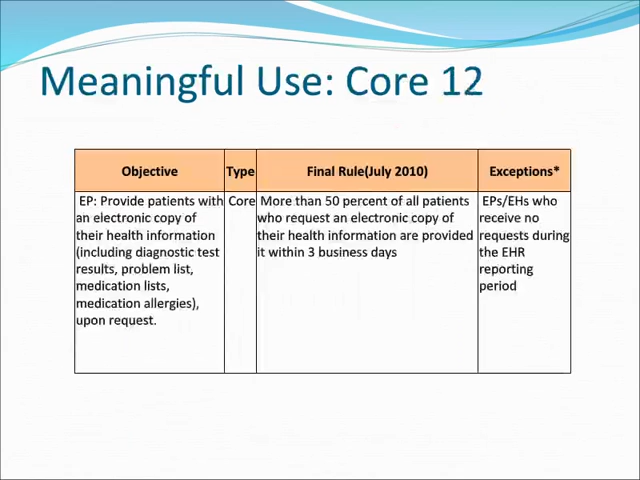 Meaningful Use: Core 12
Objective
Type
Final Rule(July 2010)
Exceptions*
EP: Provide patients with
an electronic copy of
their health information
(including diagnostic test
results, problem list,
medication lists,
medication allergies),
upon request.
Core
More than 50 percent of all patients
who request an electronic copy of
their health information are provided
it within 3 business days
EPs/EHs who
receive no
requests during
the EHR
reporting
period